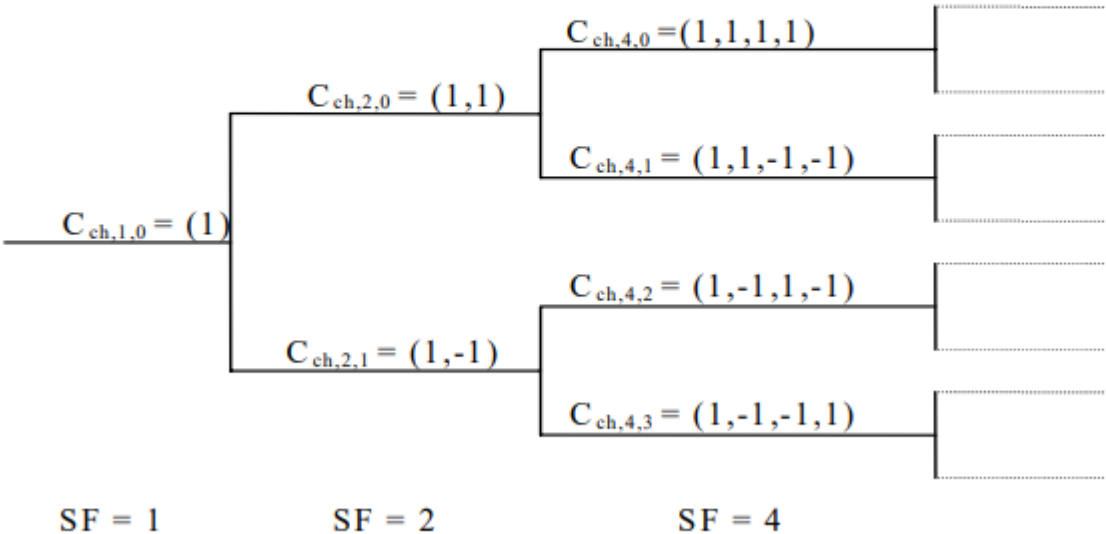 C ch,4,0 =(1,1,1,1)
C ch,2,0 = (1,1)
C ch,4,1 = (1,1,-1,-1)
C ch,1,0 = (1)
C ch,4,2 = (1,-1,1,-1)
C ch,2,1 = (1,-1)
C ch,4,3 = (1,-1,-1,1)
SF = 1 SF = 2 SF = 4